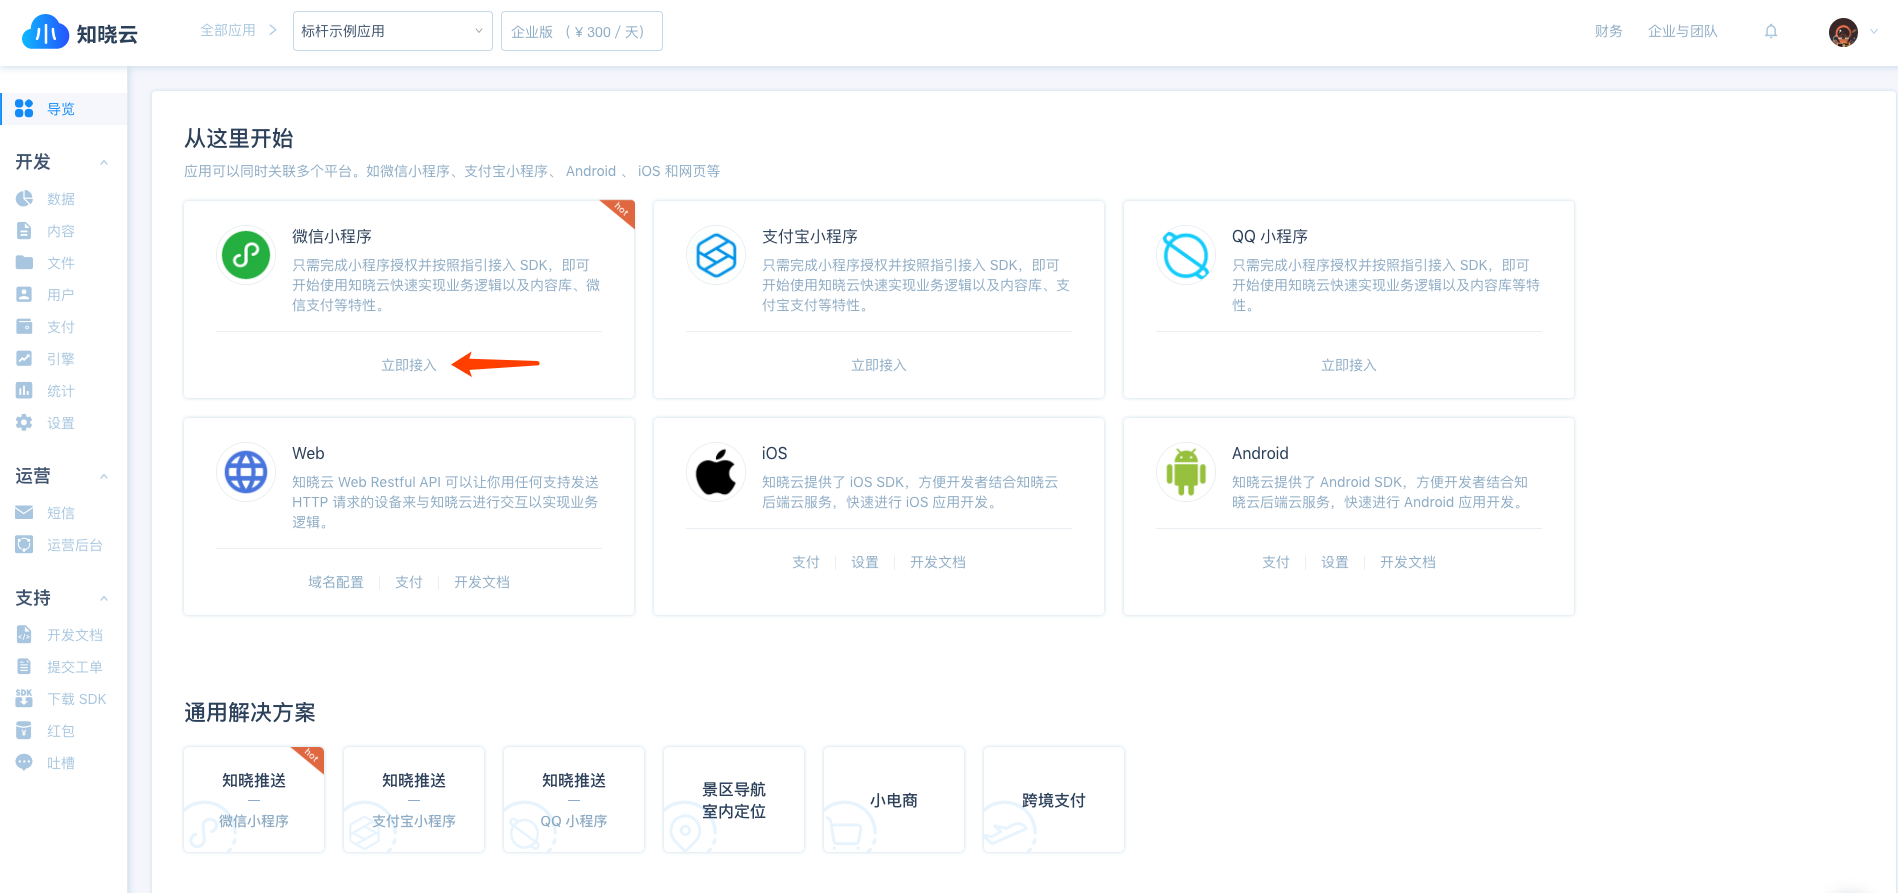 知晓云
全部应用
标杆示例应用
企业版 （ ¥ 300 / 天）
财务
企业与团队
导览
开发
数据
内容
文件
用户
支付
引擎
统计
设置
运营
短信
运营后台
支持
开发文档
提交工单
SDK
下载 SDK
红包
吐槽
从这里开始
应用可以同时关联多个平台。如微信小程序、支付宝小程序、 Android 、 iOS 和网页等
hot
微信小程序
只需完成小程序授权并按照指引接入 SDK，即可
开始使用知晓云快速实现业务逻辑以及内容库、微
信支付等特性。
立即接入
支付宝小程序
只需完成小程序授权并按照指引接入 SDK，即可
开始使用知晓云快速实现业务逻辑以及内容库、支
付宝支付等特性。
立即接入
QQ 小程序
只需完成小程序授权并按照指引接入 SDK，即可
开始使用知晓云快速实现业务逻辑以及内容库等特
性。
立即接入
Web
知晓云 Web Restful API 可以让你用任何支持发送
HTTP 请求的设备来与知晓云进行交互以实现业务
逻辑。
域名配置
支付
开发文档
iOS
知晓云提供了 iOS SDK，方便开发者结合知晓云
后端云服务，快速进行 iOS 应用开发。
支付
设置
开发文档
Android
知晓云提供了 Android SDK，方便开发者结合知
晓云后端云服务，快速进行 Android 应用开发。
支付
设置
开发文档
通用解决方案
hot
知晓推送
微信小程序
知晓推送
支付宝小程序
知晓推送
QQ 小程序
景区导航
室内定位
小电商
跨境支付